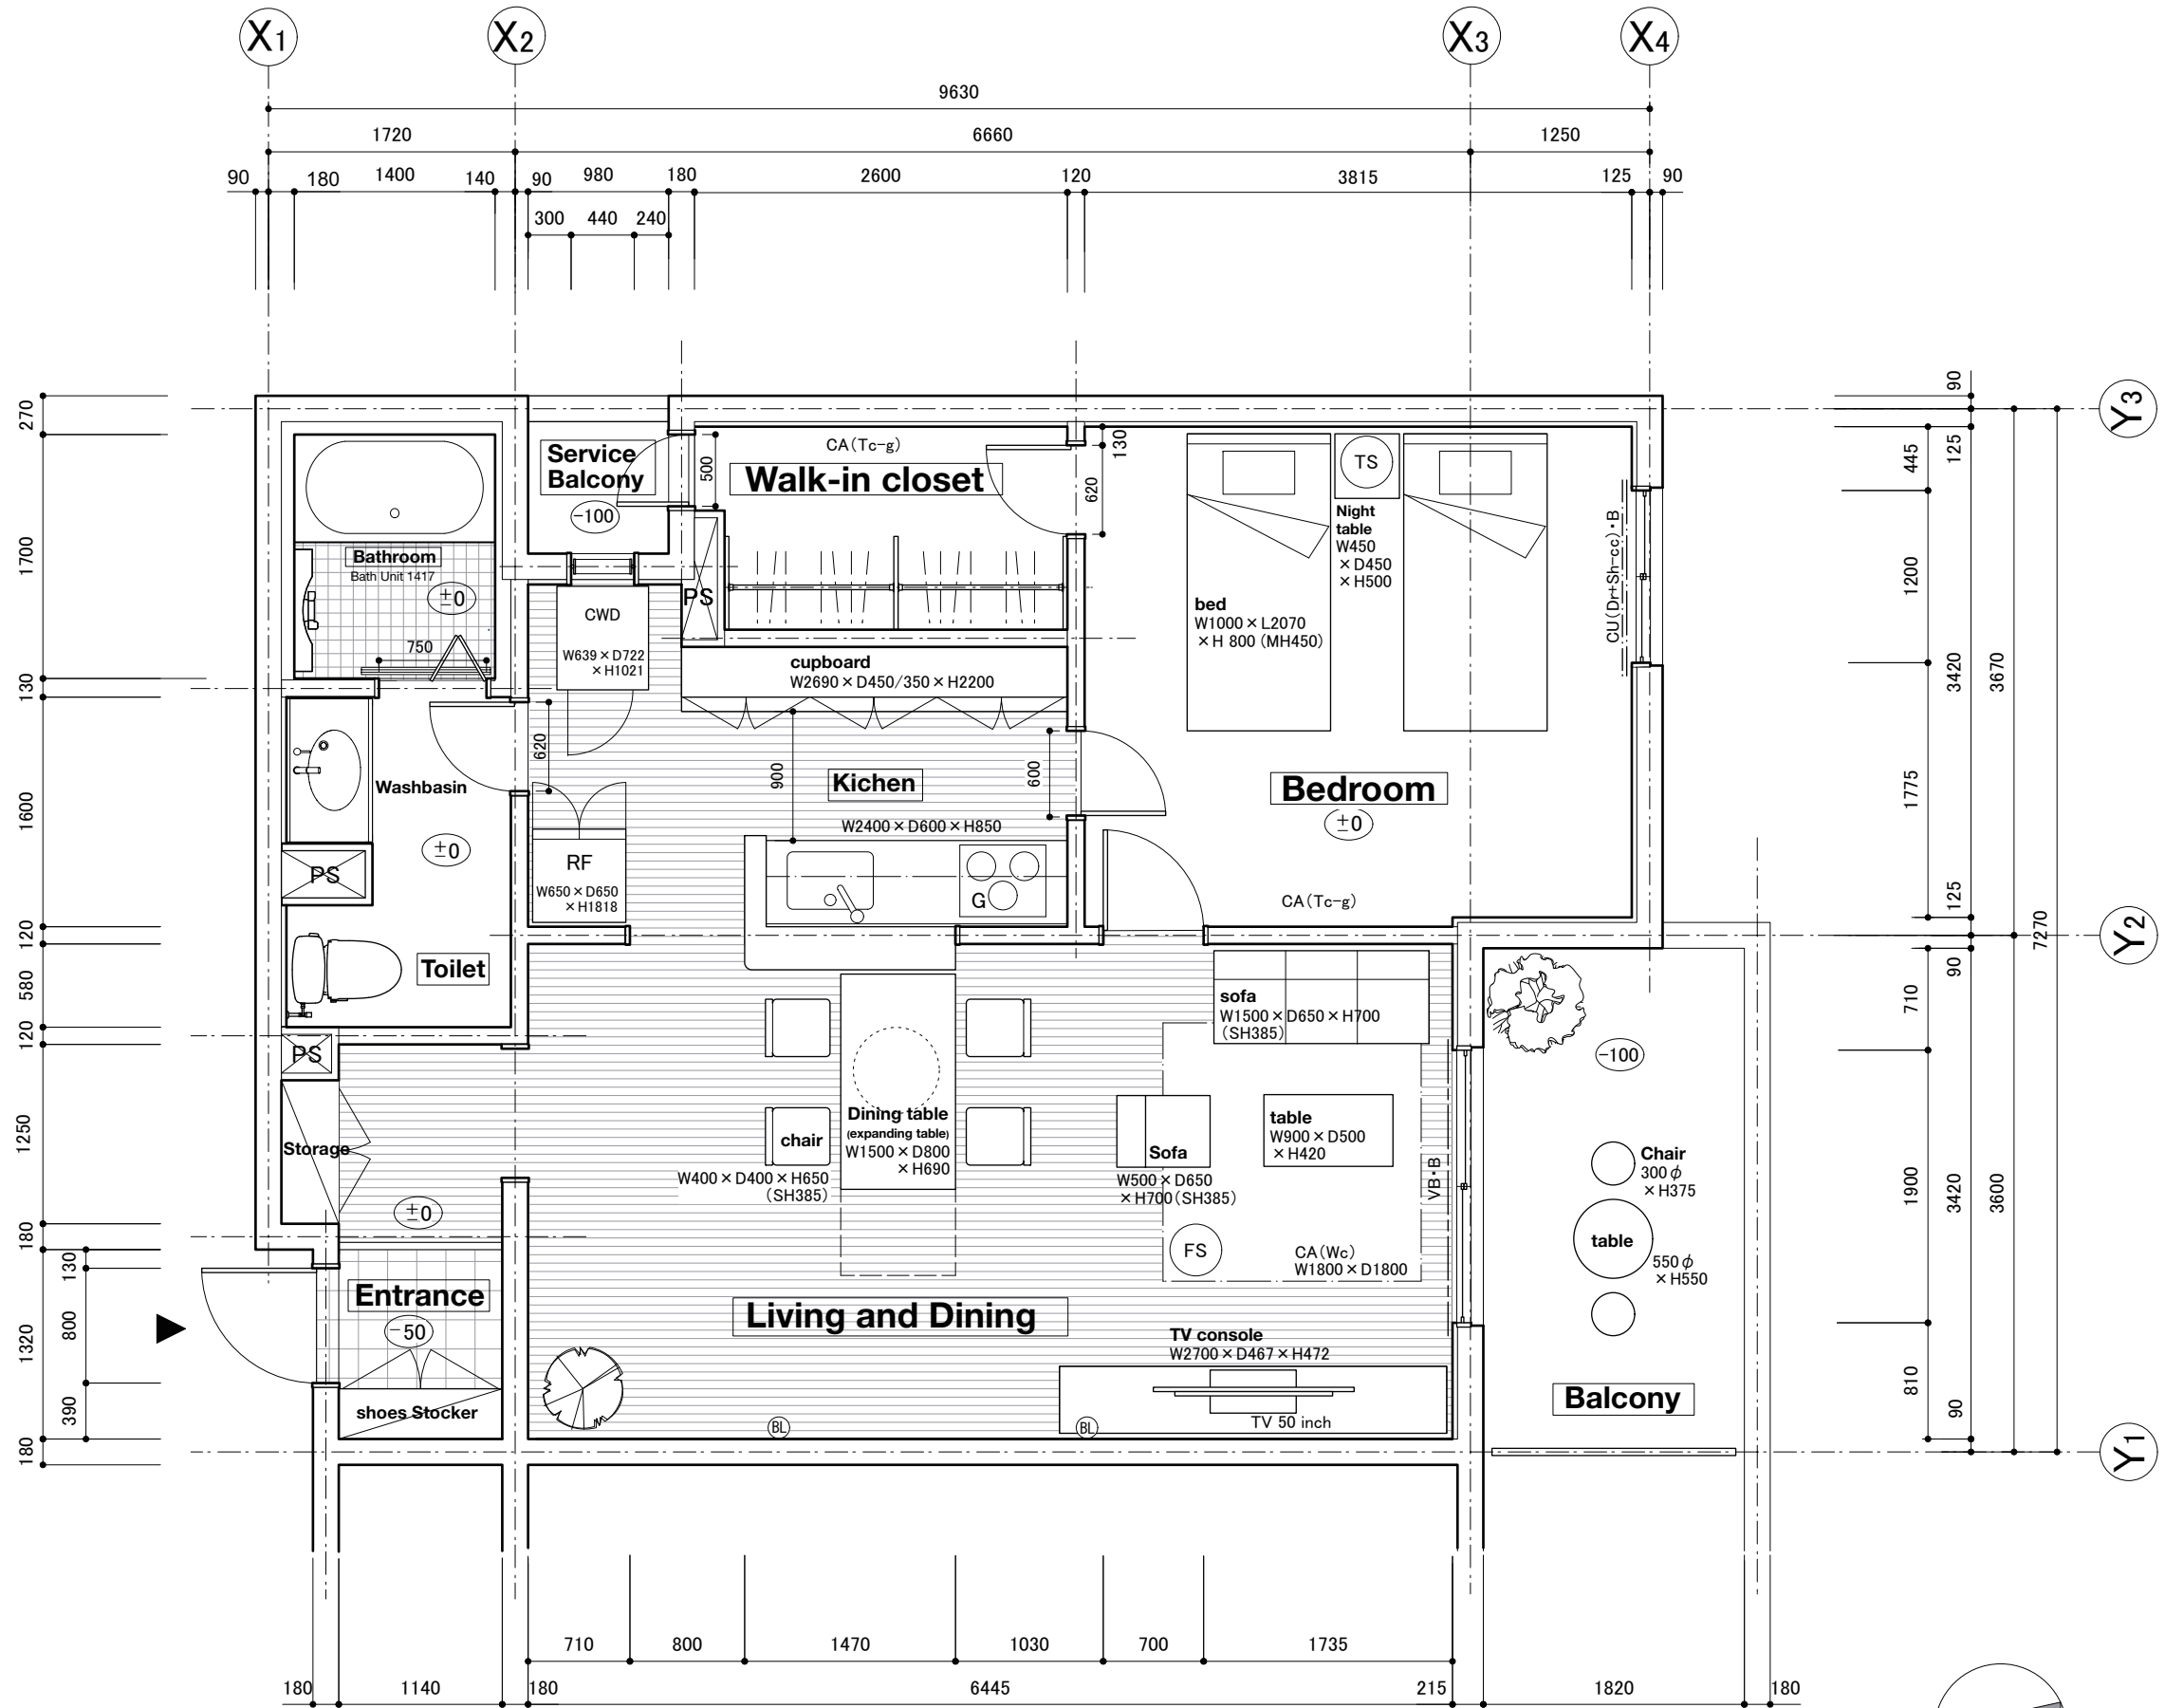 X1
X2
X3
X4
9630
1720
6660
1250
90
180
1400
140
90
980
180
2600
120
3815
125
90
300
440
240
270
1700
130
1600
120
580
120
1250
180
130
800
1320
390
180
90
445
125
1200
3420
3670
1775
125
7270
90
710
1900
3420
3600
810
90
Y3
Y2
Y1
Service
Balcony
-100
500
CA(Tc-g)
Walk-in closet
130
620
TS
Night
table
W450
×D450
×H500
bed
W1000×L2070
×H 800 (MH450)
CU(Dr+Sh-cc)・B
Bathroom
Bath Unit 1417
±0
750
CWD
W639×D722
×H1021
PS
cupboard
W2690×D450/350×H2200
620
900
600
Kichen
W2400×D600×H850
Washbasin
±0
PS
RF
W650×D650
×H1818
G
Bedroom
±0
CA(Tc-g)
Toilet
PS
Storage
±0
sofa
W1500×D650×H700
(SH385)
-100
Dining table
(expanding table)
W1500×D800
×H690
chair
W400×D400×H650
(SH385)
Sofa
W500×D650
×H700(SH385)
table
W900×D500
×H420
VB・B
Chair
300φ
×H375
table
550φ
×H550
FS
CA(Wc)
W1800×D1800
Entrance
-50
Living and Dining
TV console
W2700×D467×H472
TV 50 inch
BL
BL
shoes Stocker
Balcony
710
800
1470
1030
700
1735
180
1140
180
6445
215
1820
180